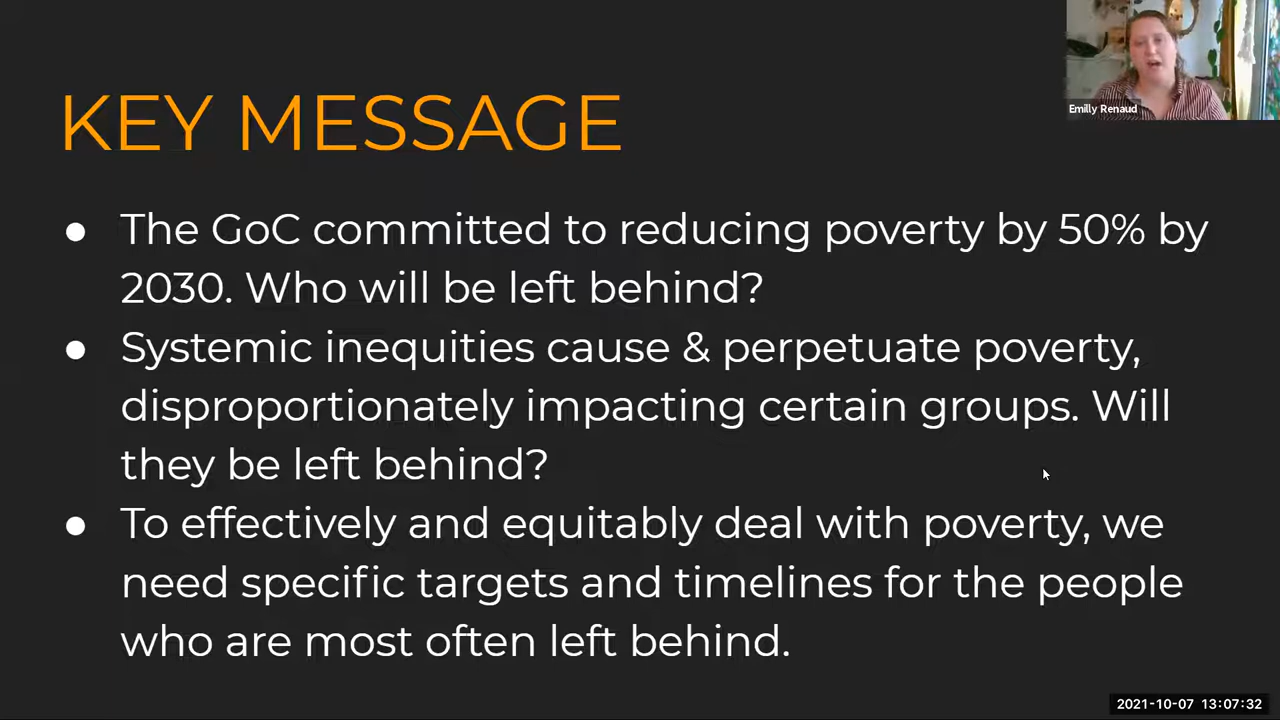 Emilly Renaud
KEY MESSAGE
● The GoC committed to reducing poverty by 50% by
2030. Who will be left behind?
● Systemic inequities cause & perpetuate poverty,
disproportionately impacting certain groups. Will
they be left behind?
● To effectively and equitably deal with poverty, we
need specific targets and timelines for the people
who are most often left behind.
2021-10-07 13:07:32